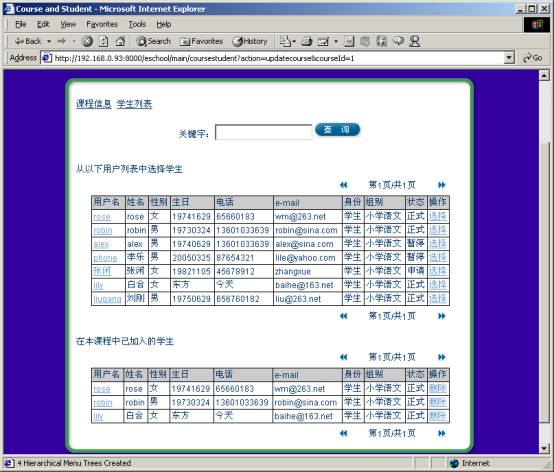 Course and Student - Microsoft Internet Explorer
File Edit View Favorites Tools Help
Back Search Favorites History
Address http://192.168.0.93:8000/eschool/main/coursestudent?action=updatecourse&courseId=1 Go
课程信息 学生列表
关键字: 查 询
从以下用户列表中选择学生
第1页/共1页
用户名 姓名 性别 生日 电话 e-mail 身份 组别 状态 操作
rose rose 女 19741629 65660183 wm@263.net 学生 小学语文 正式 选择
robin robin 男 19730324 13601033639 robin@sina.com 学生 小学语文 正式 选择
alex alex 男 19740629 13601033639 alex@sina.com 学生 小学语文 暂停 选择
phone 李乐 男 20050325 87654321 lile@yahoo.com 学生 小学语文 暂停 选择
张闲 张闲 女 19821105 45678912 zhangxue 学生 小学语文 申请 选择
lily 白合 女 东方 今天 baihe@163.net 学生 小学语文 正式 选择
liugang 刘刚 男 19750629 656760182 liu@263.net 学生 小学语文 正式 选择
第1页/共1页
在本课程中已加入的学生
第1页/共1页
用户名 姓名 性别 生日 电话 e-mail 身份 组别 状态 操作
rose rose 女 19741629 65660183 wm@263.net 学生 小学语文 正式 删除
robin robin 男 19730324 13601033639 robin@sina.com 学生 小学语文 正式 删除
lily 白合 女 东方 今天 baihe@163.net 学生 小学语文 正式 删除
第1页/共1页
4 Hierarchical Menu Trees Created Internet